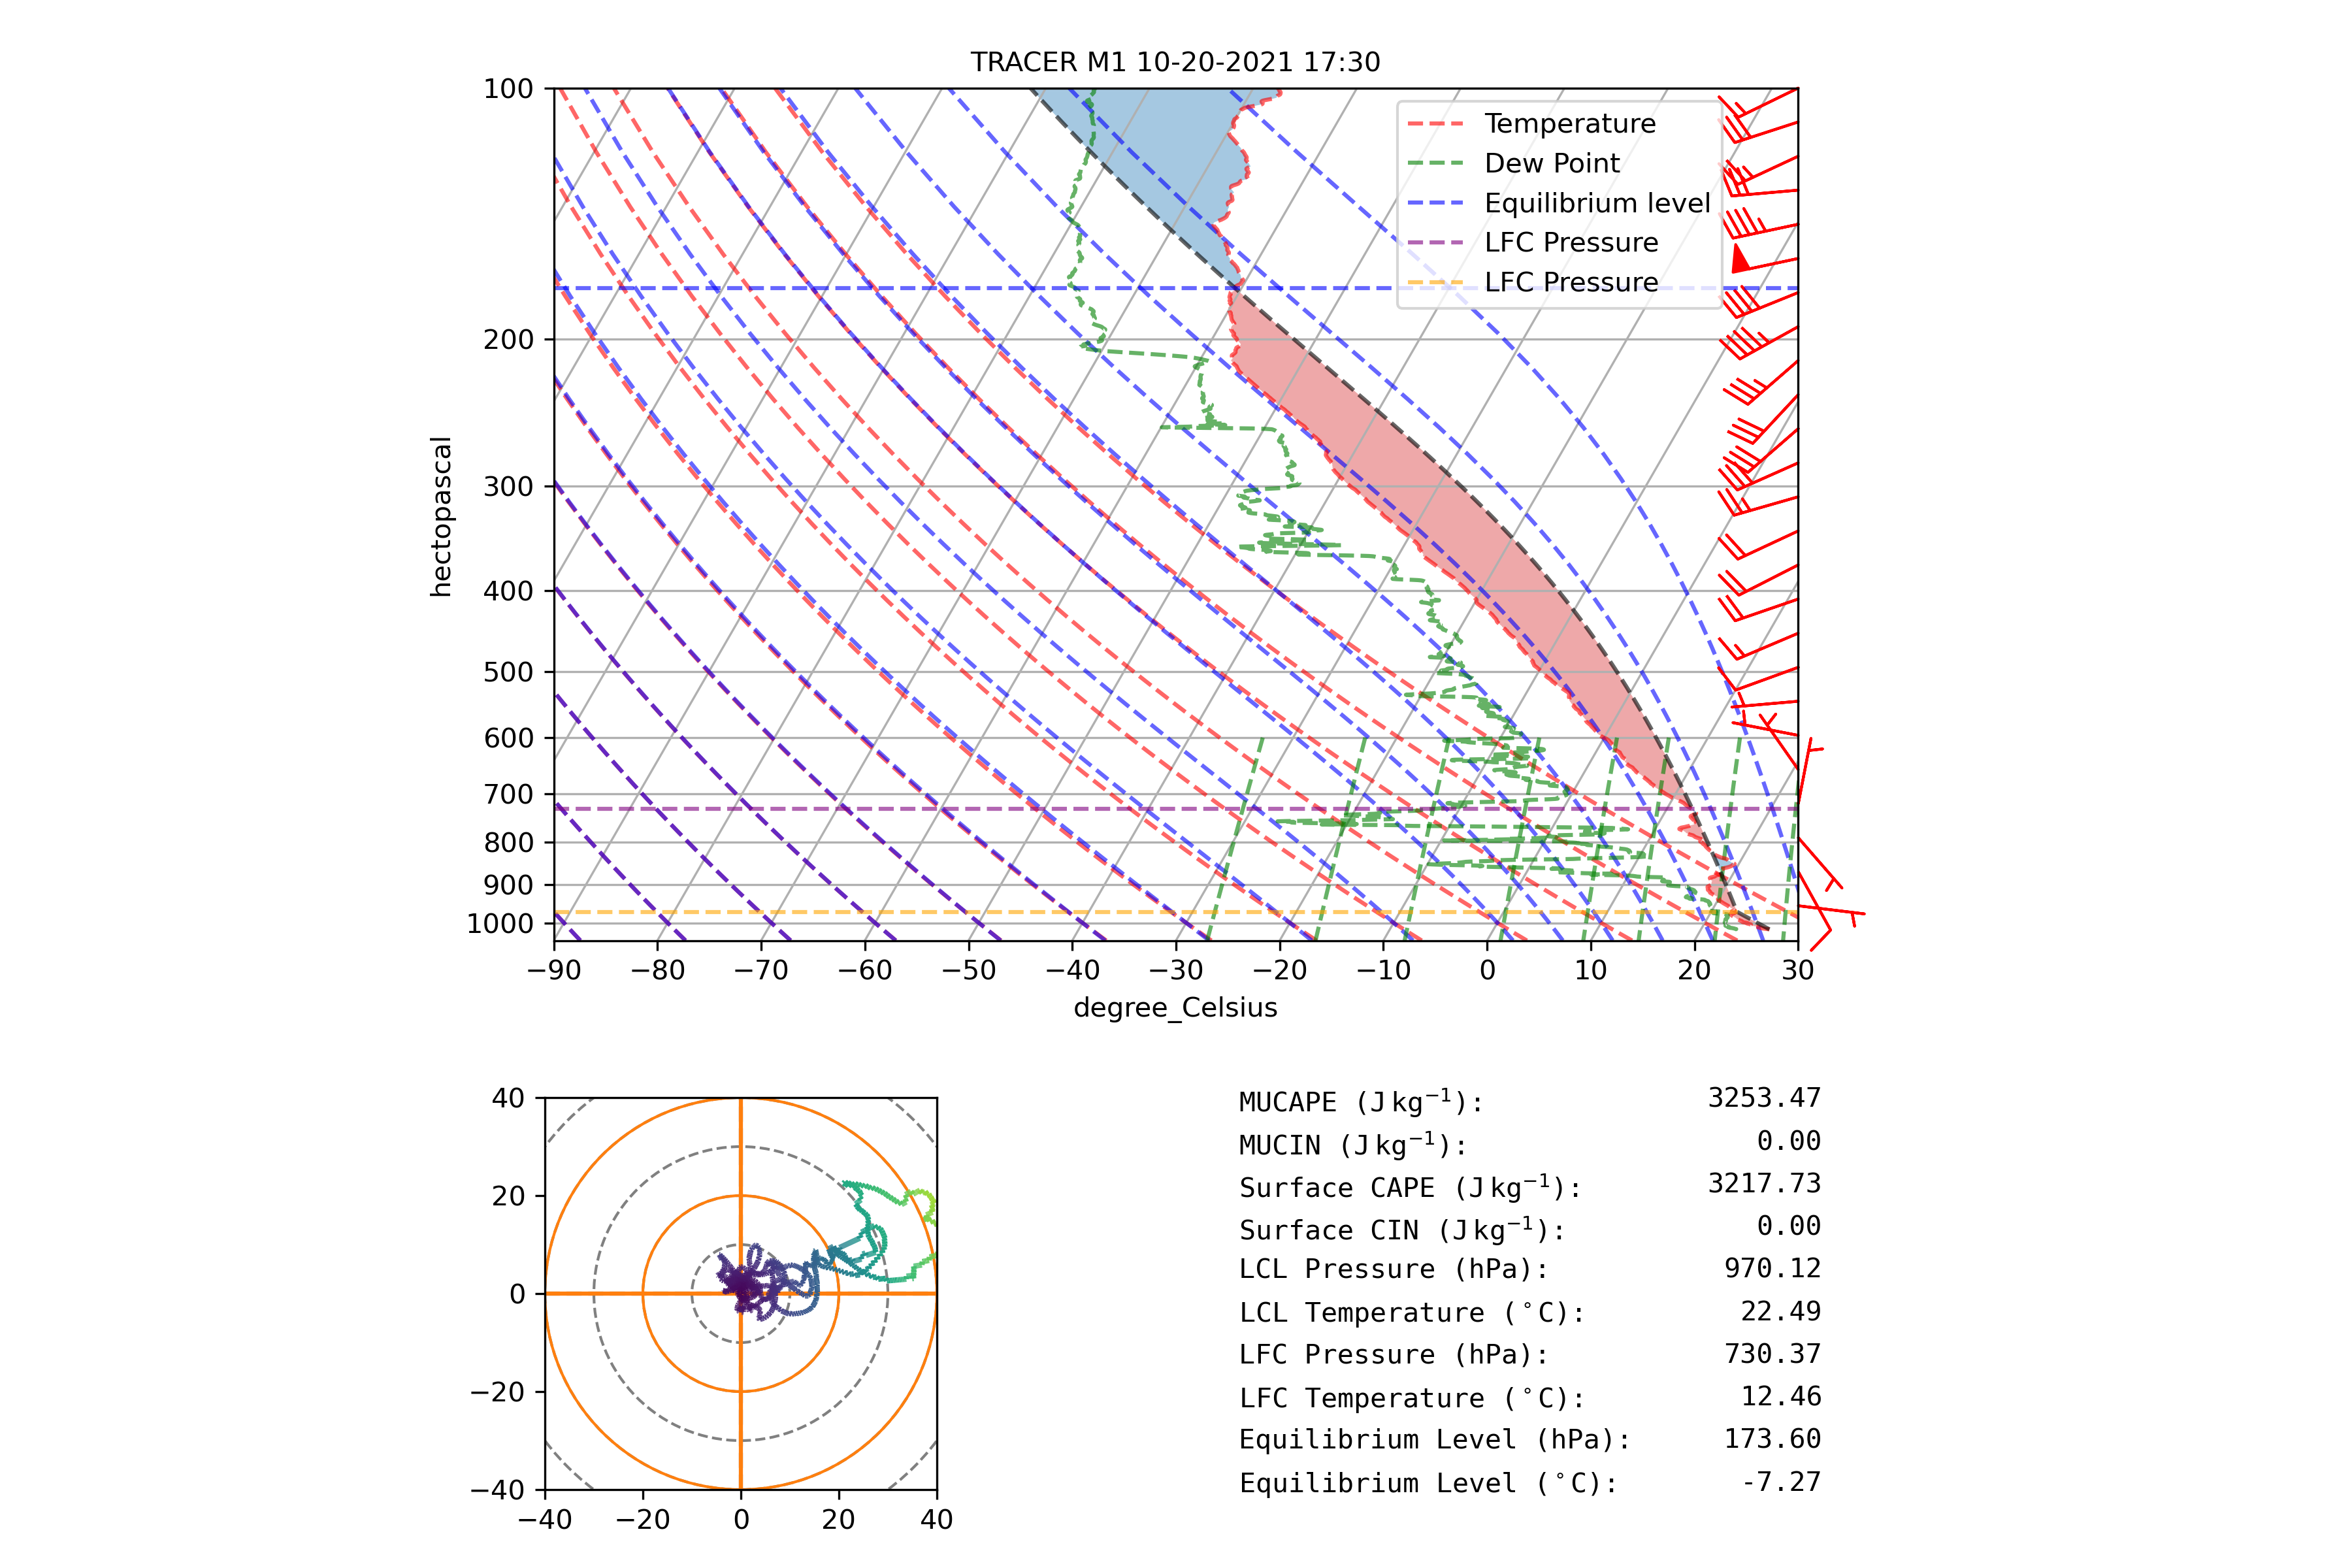 TRACER M1 10-20-2021 17:30
100
200
300
400
500
600
700
800
900
1000
hectopascal
Temperature
Dew Point
Equilibrium level
LFC Pressure
LFC Pressure
−90 −80 −70 −60 −50 −40 −30 −20 −10 0 10 20 30
degree_Celsius
40
20
0
−20
−40
−40 −20 0 20 40
MUCAPE (J kg⁻¹): 3253.47
MUCIN (J kg⁻¹): 0.00
Surface CAPE (J kg⁻¹): 3217.73
Surface CIN (J kg⁻¹): 0.00
LCL Pressure (hPa): 970.12
LCL Temperature (°C): 22.49
LFC Pressure (hPa): 730.37
LFC Temperature (°C): 12.46
Equilibrium Level (hPa): 173.60
Equilibrium Level (°C): -7.27